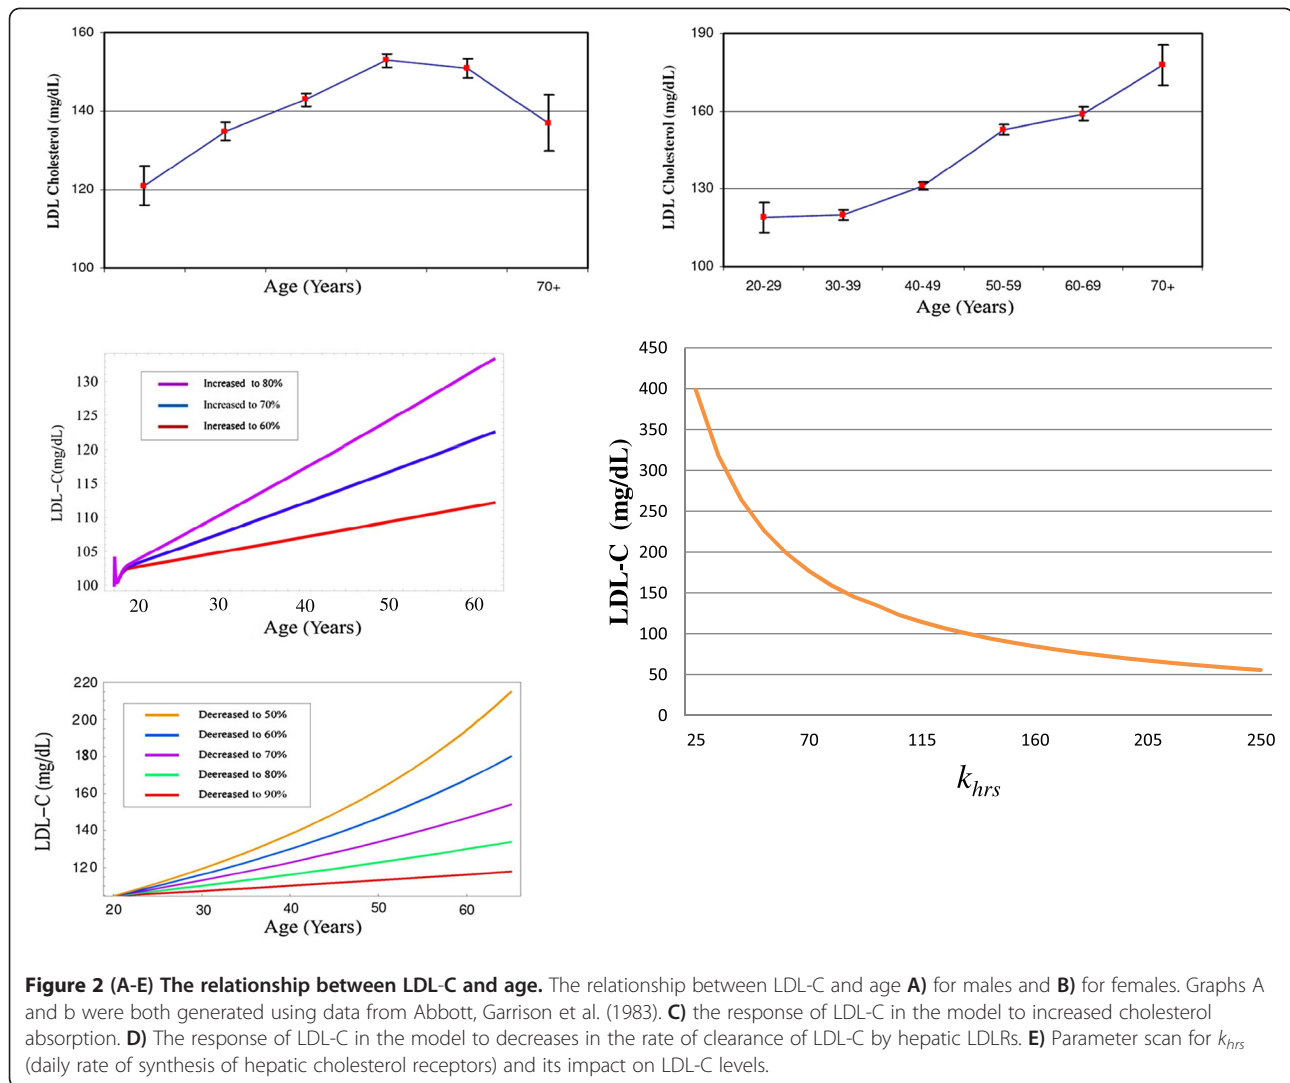 160
140
120
100
LDL Cholesterol (mg/dL)
Age (Years)
70+
190
160
130
100
LDL Cholesterol (mg/dL)
20-29 30-39 40-49 50-59 60-69 70+
Age (Years)
130
125
120
115
110
105
100
LDL–C(mg/dL)
Increased to 80%
Increased to 70%
Increased to 60%
20 30 40 50 60
Age (Years)
450
400
350
300
250
200
150
100
50
0
LDL-C (mg/dL)
25 70 115 160 205 250
khrs
220
200
180
160
140
120
LDL–C (mg/dL)
Decreased to 50%
Decreased to 60%
Decreased to 70%
Decreased to 80%
Decreased to 90%
20 30 40 50 60
Age (Years)
Figure 2 (A-E) The relationship between LDL-C and age. The relationship between LDL-C and age A) for males and B) for females. Graphs A
and b were both generated using data from Abbott, Garrison et al. (1983). C) the response of LDL-C in the model to increased cholesterol
absorption. D) The response of LDL-C in the model to decreases in the rate of clearance of LDL-C by hepatic LDLRs. E) Parameter scan for khrs
(daily rate of synthesis of hepatic cholesterol receptors) and its impact on LDL-C levels.